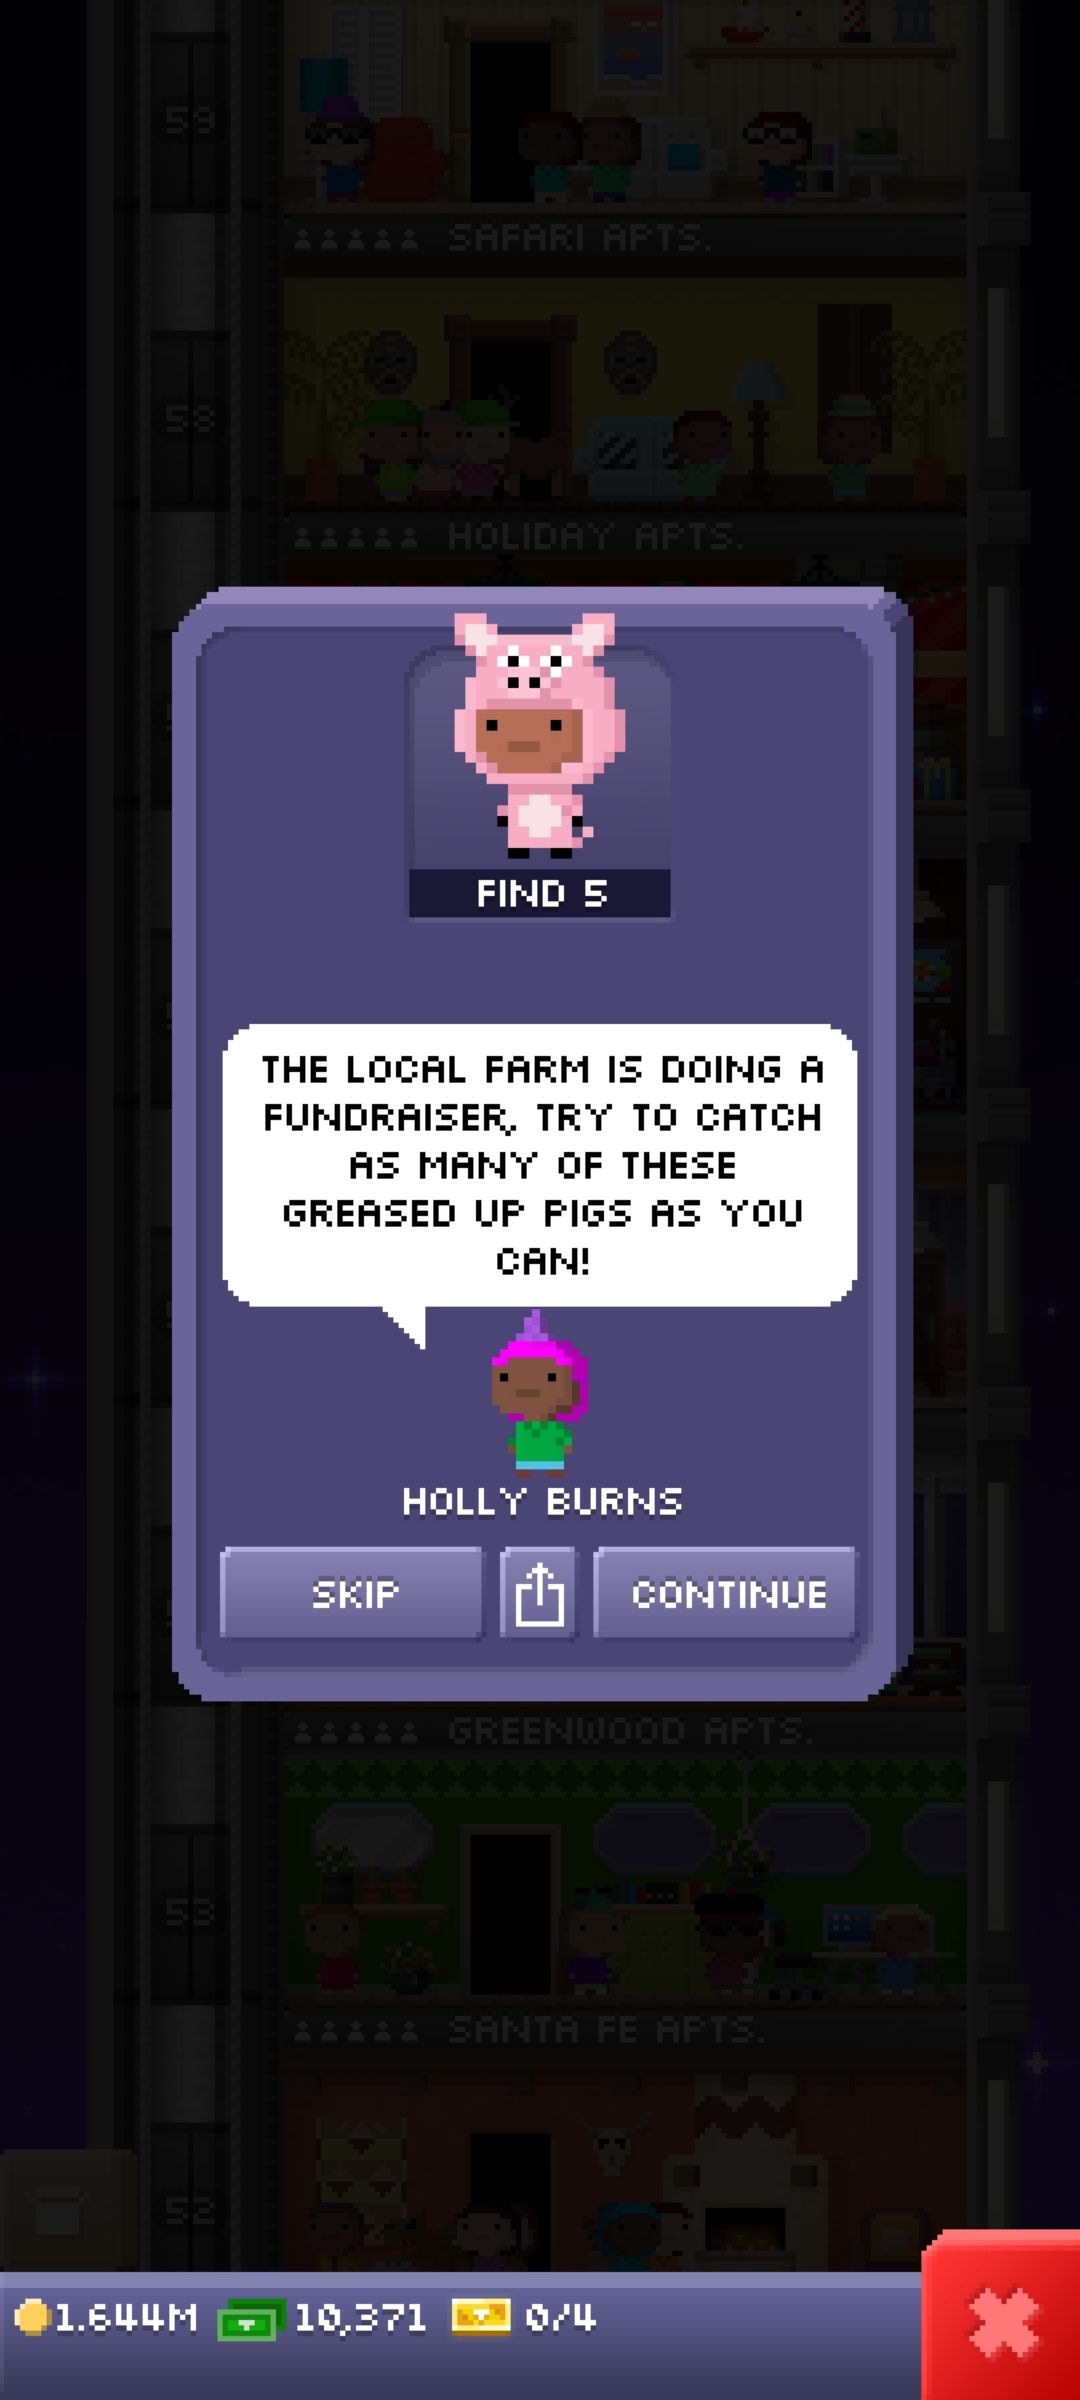 59
SAFARI APTS.
58
HOLIDAY APTS.
FIND 5
THE LOCAL FARM IS DOING A
FUNDRAISER, TRY TO CATCH
AS MANY OF THESE
GREASED UP PIGS AS YOU
CAN!
HOLLY BURNS
SKIP
CONTINUE
GREENWOOD APTS.
53
SANTA FE APTS.
52
1.644M 10,371 0/4